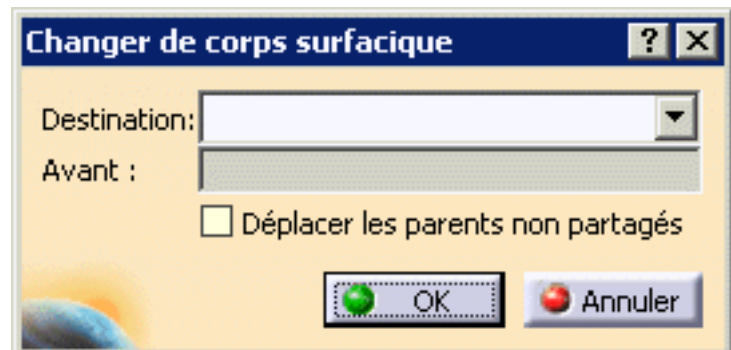 Changer de corps surfacique
Destination:
Avant :
Déplacer les parents non partagés
OK Annuler